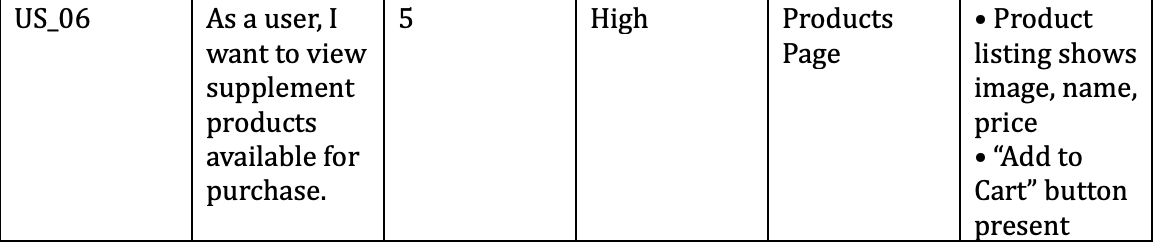 US_06
As a user, I
want to view
supplement
products
available for
purchase.
5
High
Products
Page
• Product
listing shows
image, name,
price
• “Add to
Cart” button
present